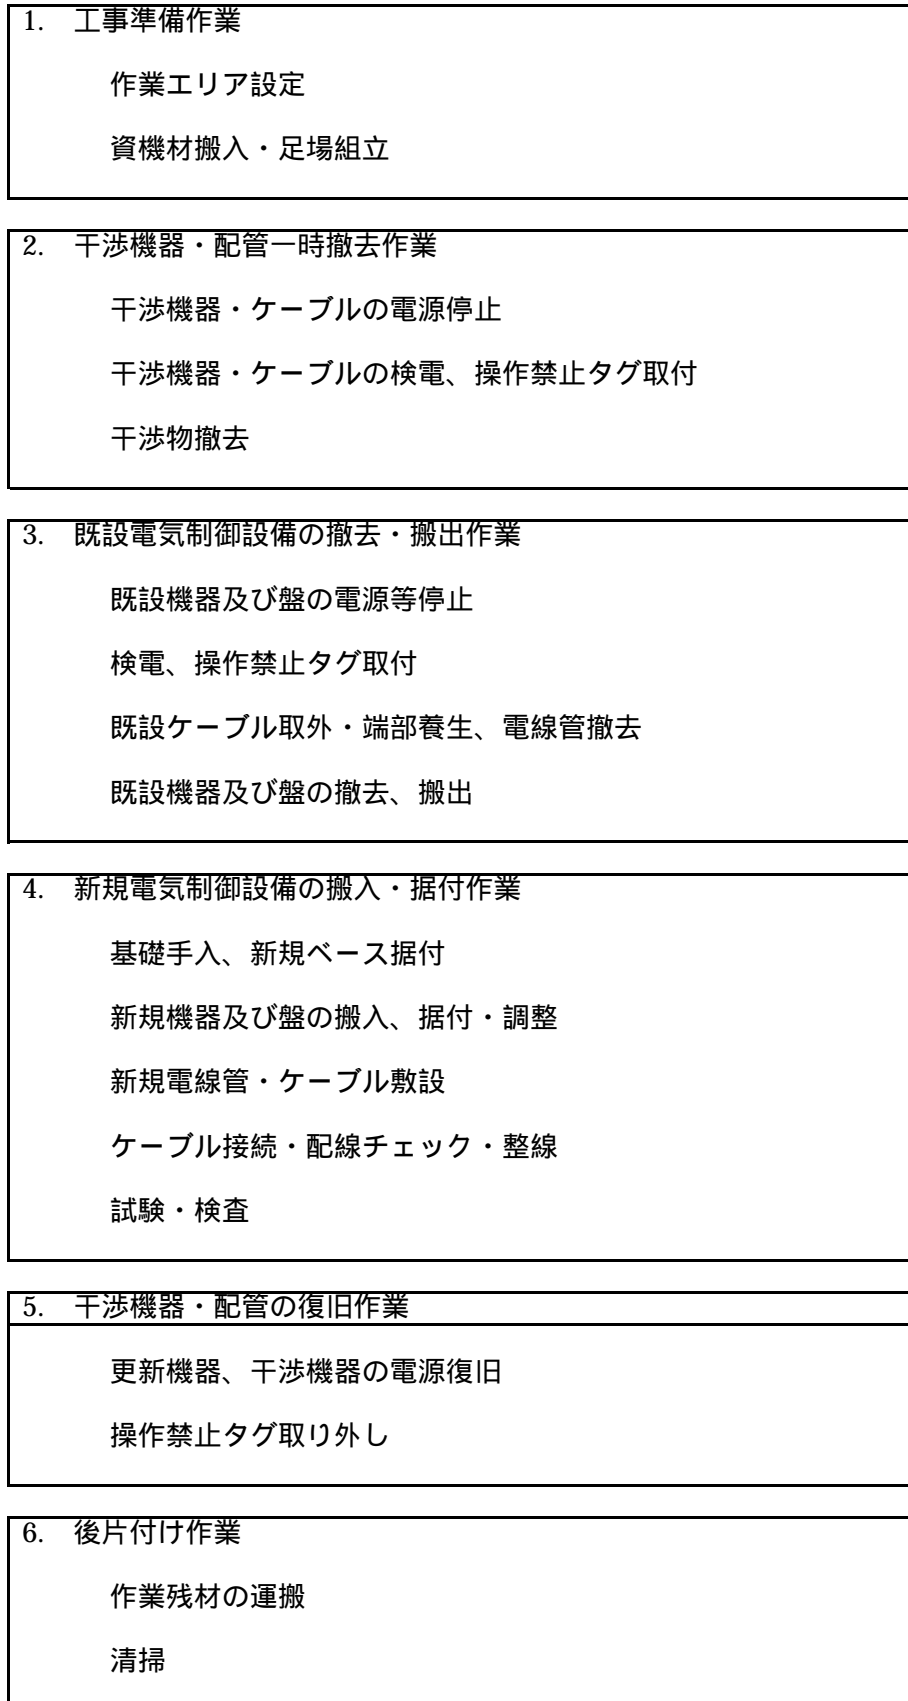 1. 工事準備作業
作業エリア設定
資機材搬入・足場組立
2. 干渉機器・配管一時撤去作業
干渉機器・ケーブルの電源停止
干渉機器・ケーブルの検電、操作禁止タグ取付
干渉物撤去
3. 既設電気制御設備の撤去・搬出作業
既設機器及び盤の電源等停止
検電、操作禁止タグ取付
既設ケーブル取外・端部養生、電線管撤去
既設機器及び盤の撤去、搬出
4. 新規電気制御設備の搬入・据付作業
基礎手入、新規ベース据付
新規機器及び盤の搬入、据付・調整
新規電線管・ケーブル敷設
ケーブル接続・配線チェック・整線
試験・検査
5. 干渉機器・配管の復旧作業
更新機器、干渉機器の電源復旧
操作禁止タグ取り外し
6. 後片付け作業
作業残材の運搬
清掃